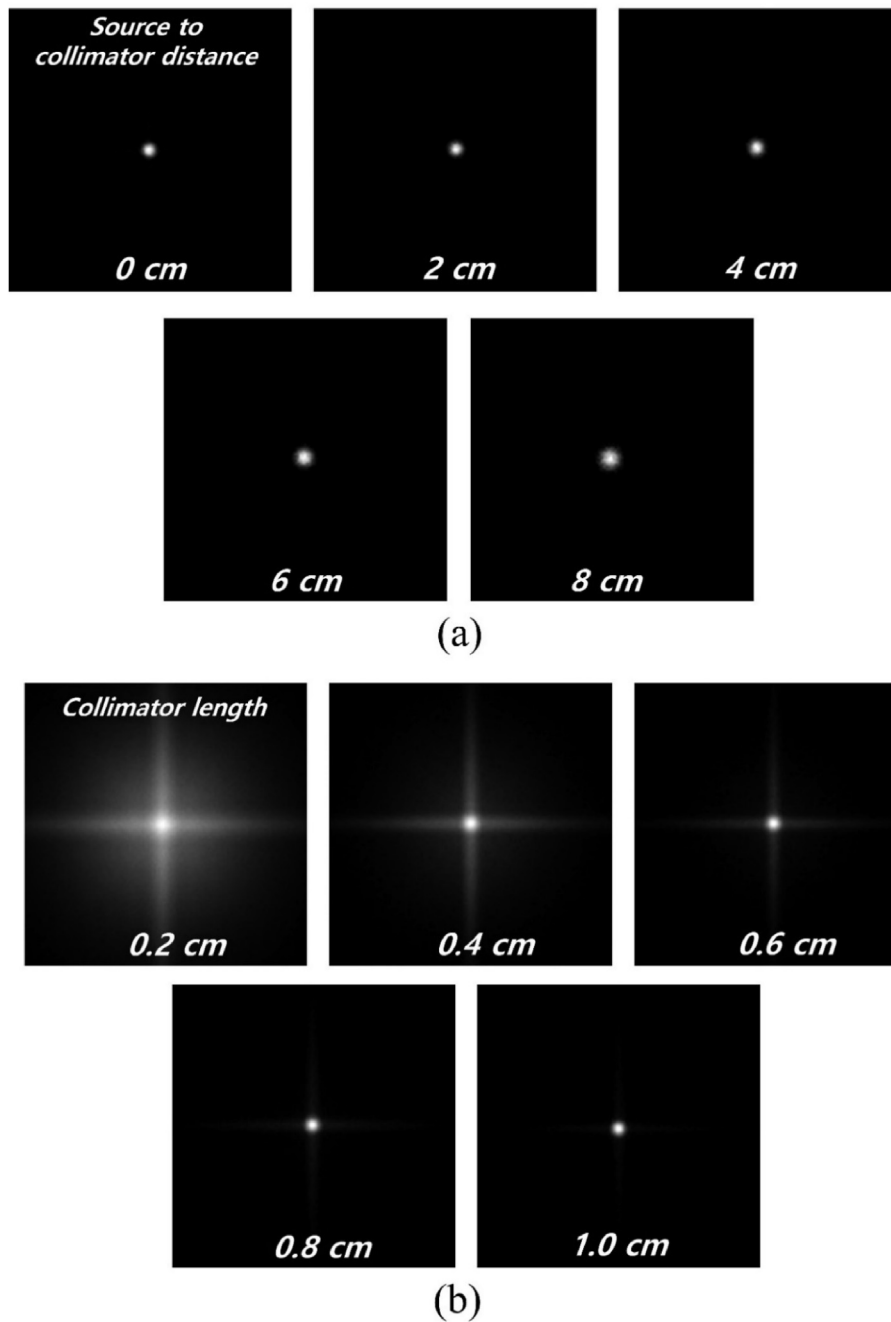 Source to
collimator distance
0 cm
2 cm
4 cm
6 cm
8 cm
(a)
Collimator length
0.2 cm
0.4 cm
0.6 cm
0.8 cm
1.0 cm
(b)